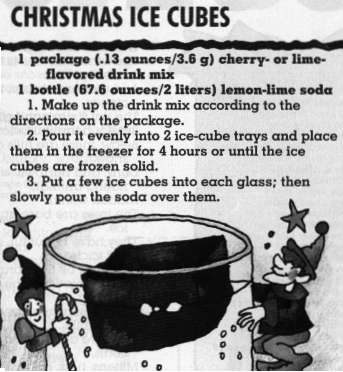 CHRISTMAS ICE CUBES
1 package (.13 ounces/3.6 g) cherry- or lime-
flavored drink mix
1 bottle (67.6 ounces/2 liters) lemon-lime soda
1. Make up the drink mix according to the
directions on the package.
2. Pour it evenly into 2 ice-cube trays and place
them in the freezer for 4 hours or until the ice
cubes are frozen solid.
3. Put a few ice cubes into each glass; then
slowly pour the soda over them.